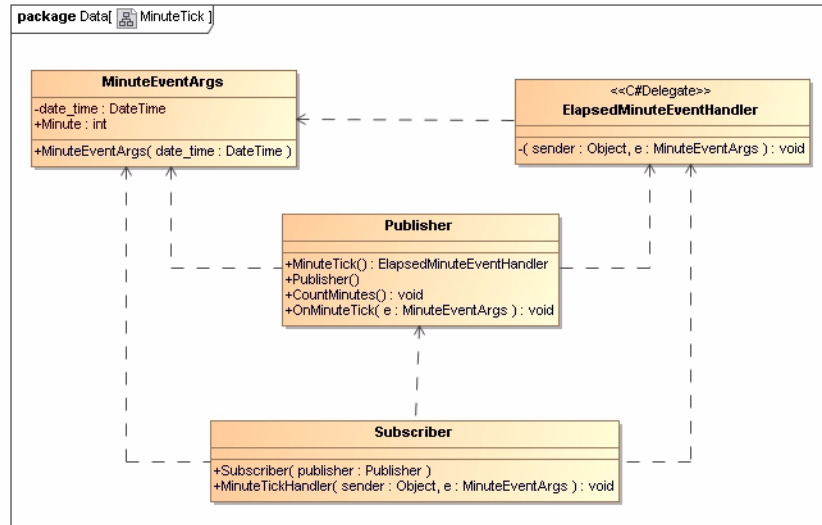 package Data[ MinuteTick ]
MinuteEventArgs
-date_time : DateTime
+Minute : int
+MinuteEventArgs( date_time : DateTime )
<<C#Delegate>>
ElapsedMinuteEventHandler
-( sender : Object, e : MinuteEventArgs ) : void
Publisher
+MinuteTick() : ElapsedMinuteEventHandler
+Publisher()
+CountMinutes() : void
+OnMinuteTick( e : MinuteEventArgs ) : void
Subscriber
+Subscriber( publisher : Publisher )
+MinuteTickHandler( sender : Object, e : MinuteEventArgs ) : void